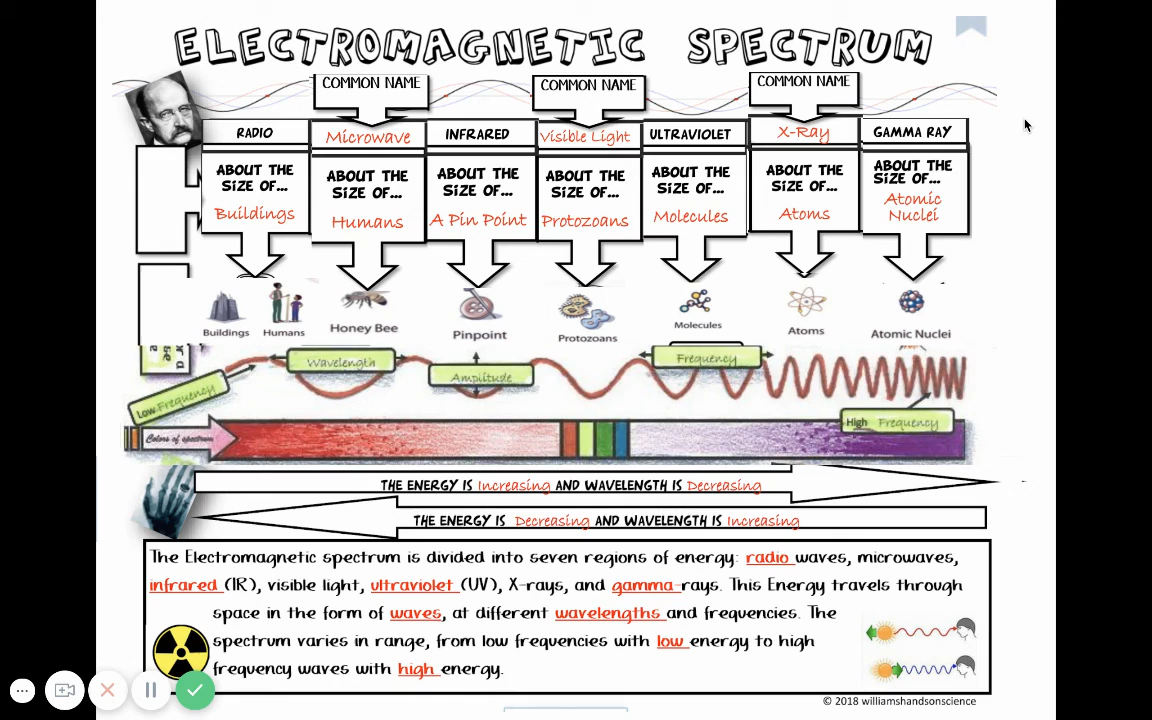 ELECTROMAGNETIC SPECTRUM
COMMON NAME
COMMON NAME
COMMON NAME
RADIO
Microwave
INFRARED
Visible Light
ULTRAVIOLET
X-Ray
GAMMA RAY
ABOUT THE
SIZE OF...
Buildings
ABOUT THE
SIZE OF...
Humans
ABOUT THE
SIZE OF...
A Pin Point
ABOUT THE
SIZE OF...
Protozoans
ABOUT THE
SIZE OF...
Molecules
ABOUT THE
SIZE OF...
Atoms
ABOUT THE
SIZE OF...
Atomic
Nuclei
Buildings
Humans
Honey Bee
Pinpoint
Protozoans
Molecules
Atoms
Atomic Nuclei
Low Frequency
Wavelength
Amplitude
Frequency
High Frequency
Colors of spectrum
THE ENERGY IS Increasing AND WAVELENGTH IS Decreasing
THE ENERGY IS Decreasing AND WAVELENGTH IS Increasing
The Electromagnetic spectrum is divided into seven regions of energy: radio waves, microwaves,
infrared (IR), visible light, ultraviolet (UV), X-rays, and gamma-rays. This Energy travels through
space in the form of waves, at different wavelengths and frequencies. The
spectrum varies in range, from low frequencies with low energy to high
frequency waves with high energy.
© 2018 williamshandsonscience